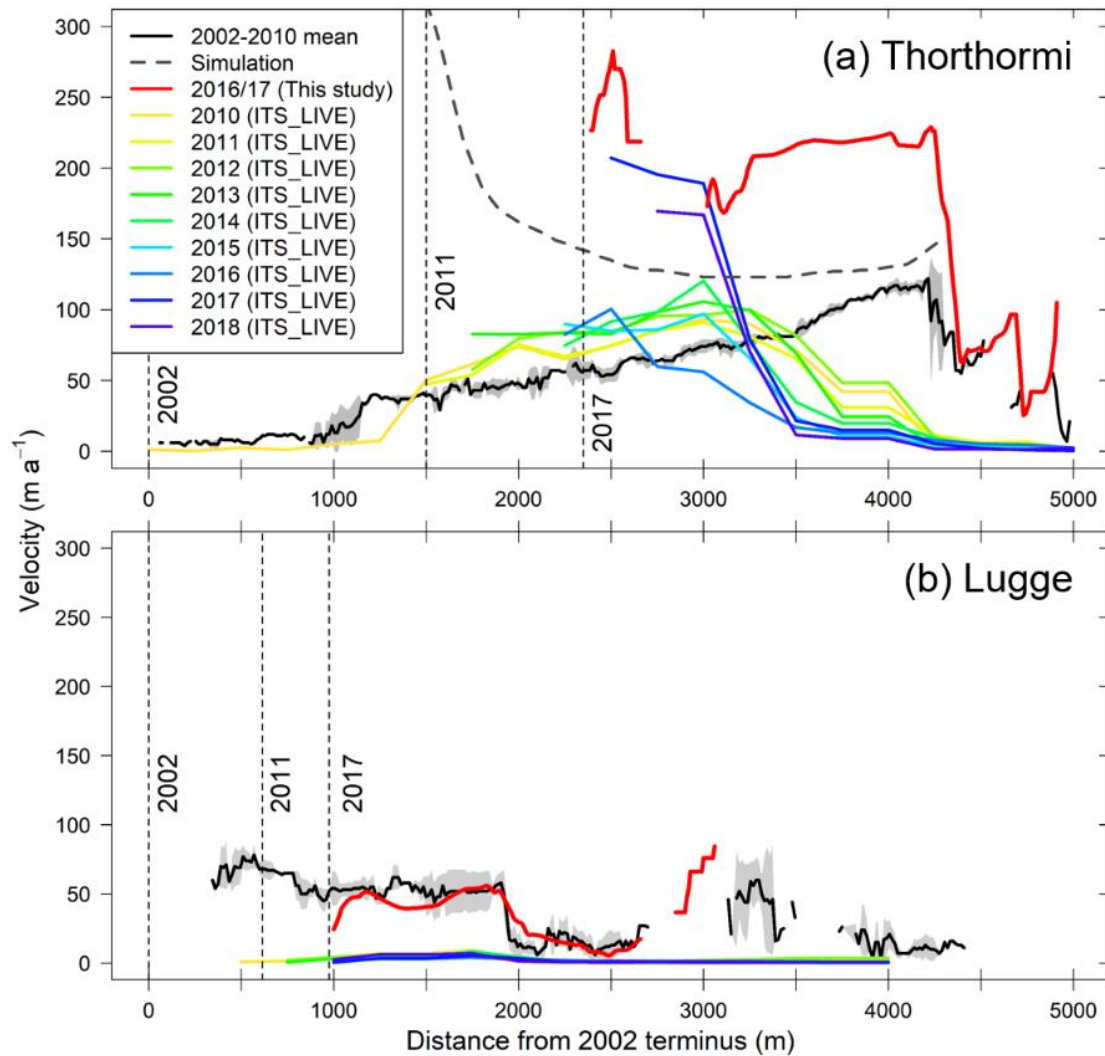 300
250
200
150
100
50
0
2002-2010 mean
Simulation
2016/17 (This study)
2010 (ITS_LIVE)
2011 (ITS_LIVE)
2012 (ITS_LIVE)
2013 (ITS_LIVE)
2014 (ITS_LIVE)
2015 (ITS_LIVE)
2016 (ITS_LIVE)
2017 (ITS_LIVE)
2018 (ITS_LIVE)
(a) Thorthormi
2002
2011
2017
0 1000 2000 3000 4000 5000
Velocity (m a⁻¹)
300
250
200
150
100
50
0
(b) Lugge
2002
2011
2017
0 1000 2000 3000 4000 5000
Distance from 2002 terminus (m)